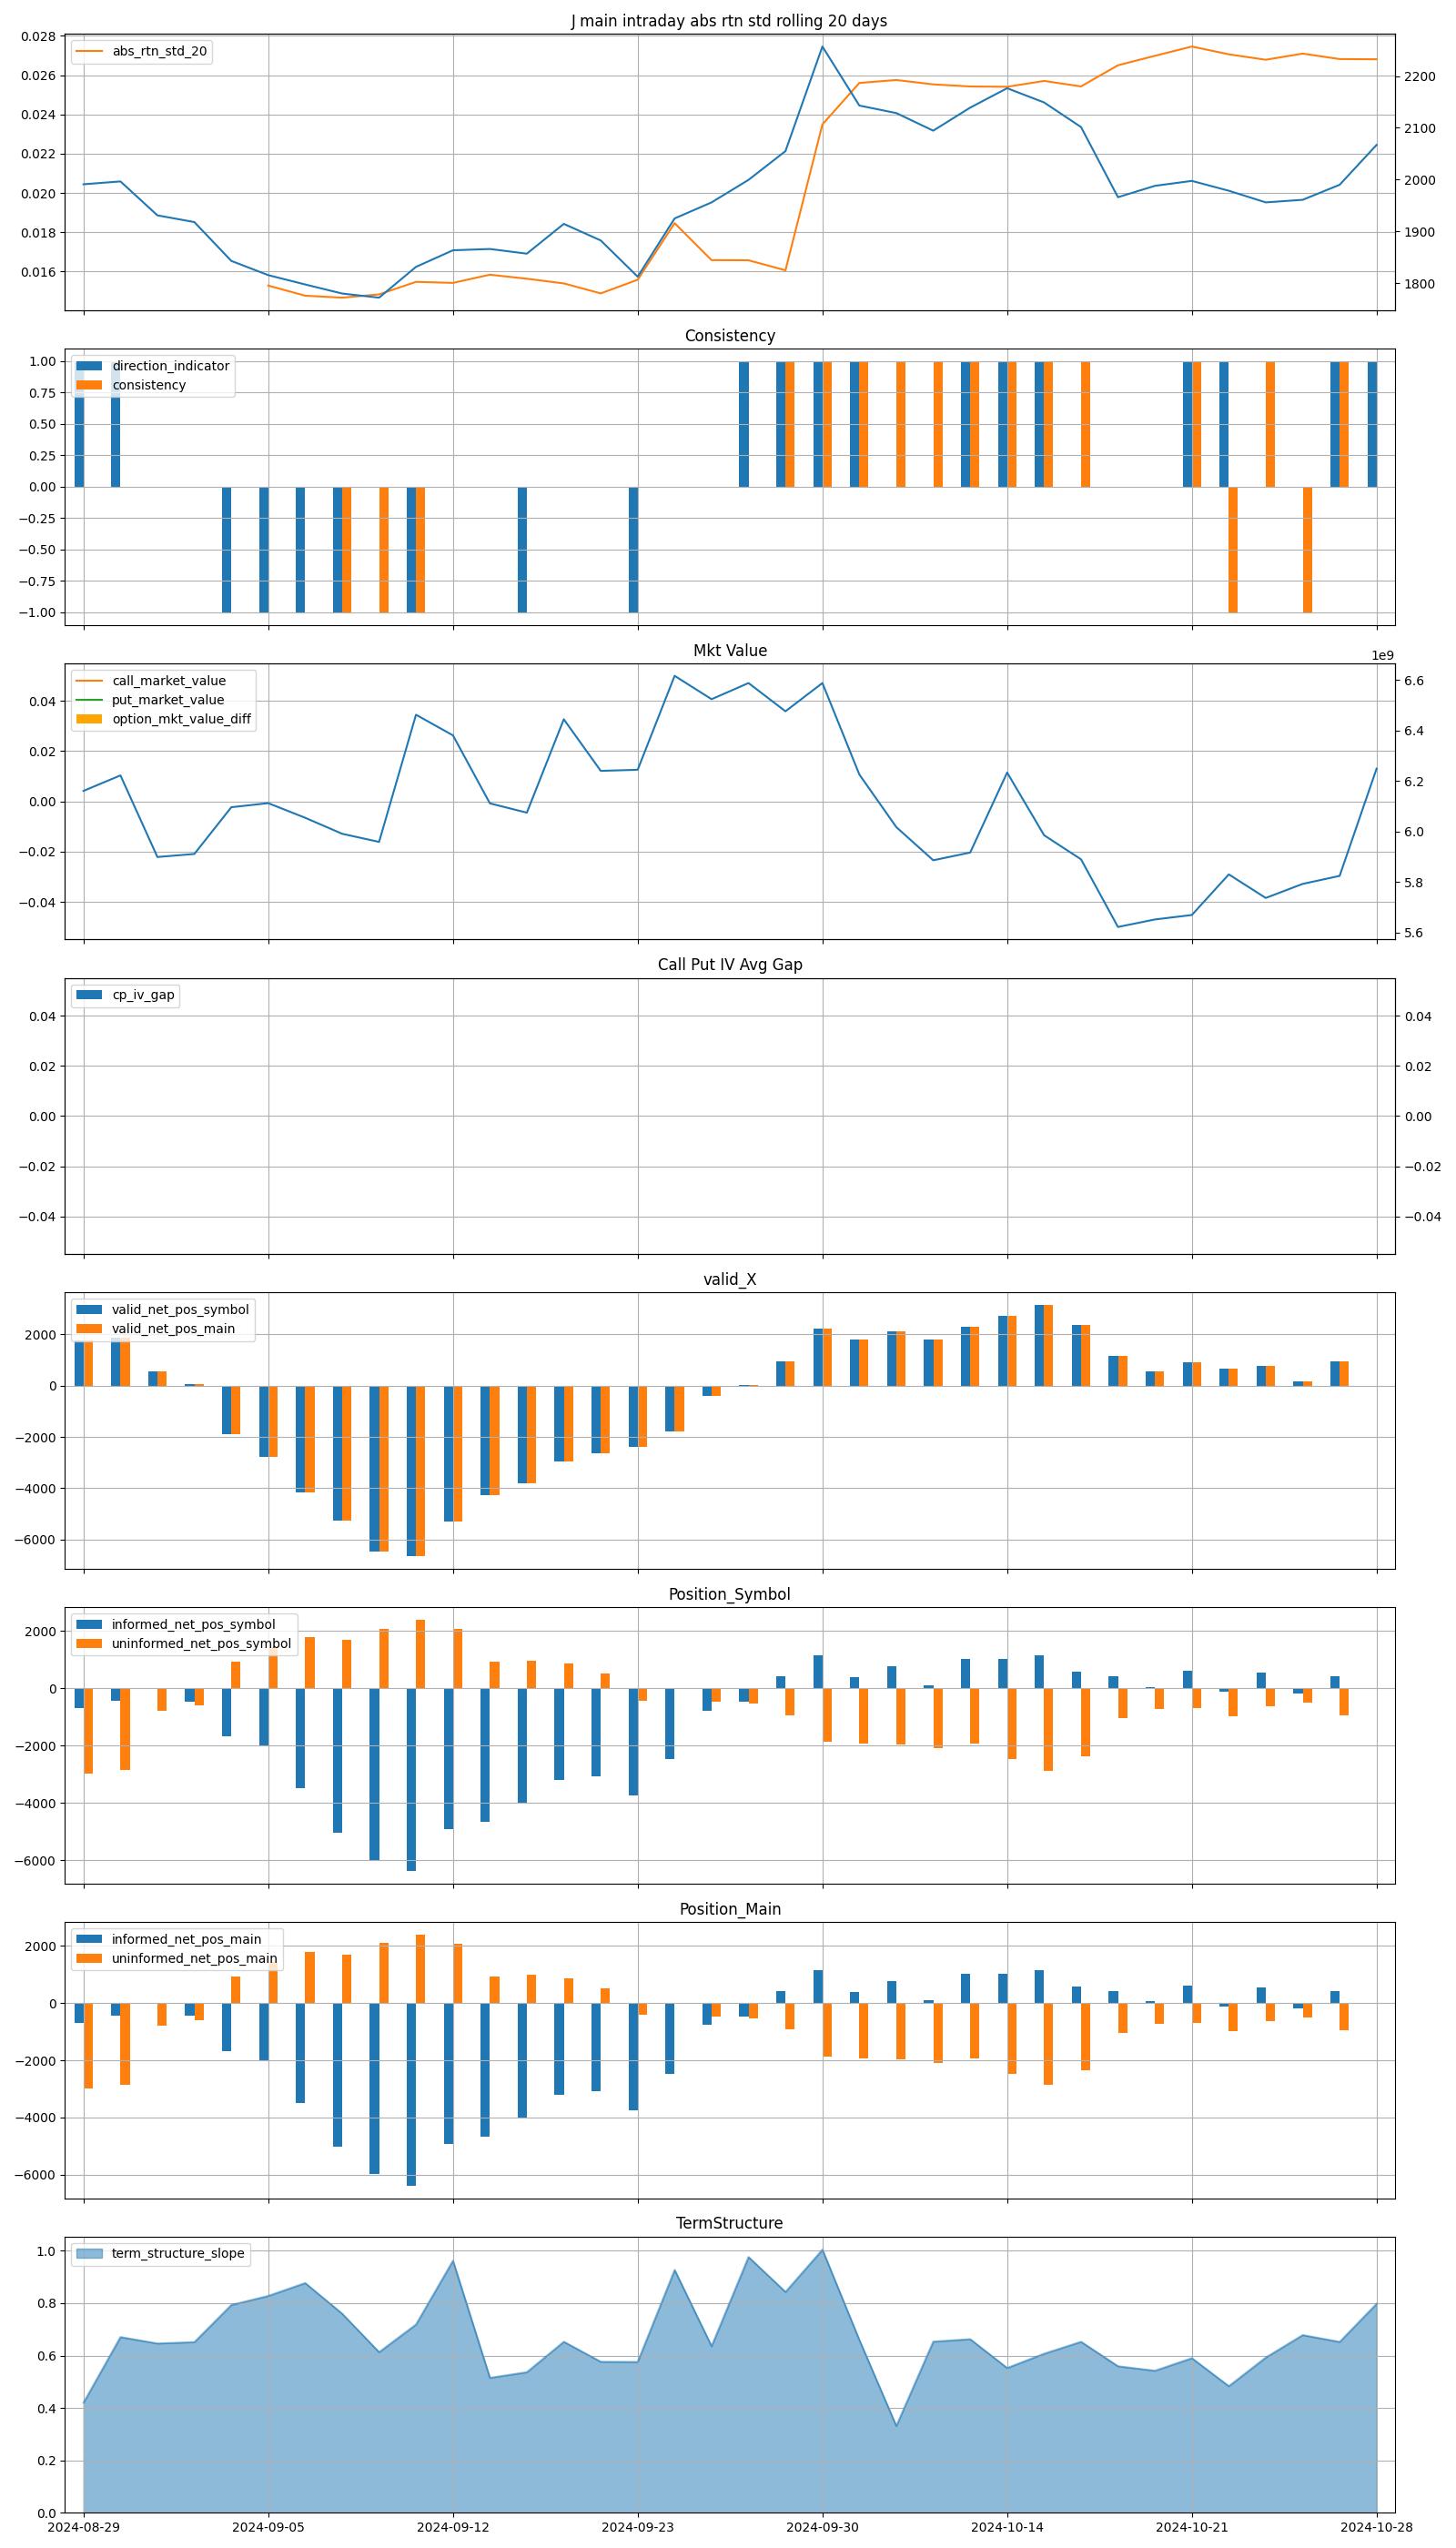 J main intraday abs rtn std rolling 20 days
abs_rtn_std_20
0.028
0.026
0.024
0.022
0.020
0.018
0.016
2200
2100
2000
1900
1800
Consistency
direction_indicator
consistency
1.00
0.75
0.50
0.25
0.00
−0.25
−0.50
−0.75
−1.00
Mkt Value
1e9
call_market_value
put_market_value
option_mkt_value_diff
0.04
0.02
0.00
−0.02
−0.04
6.6
6.4
6.2
6.0
5.8
5.6
Call Put IV Avg Gap
cp_iv_gap
0.04
0.02
0.00
−0.02
−0.04
0.04
0.02
0.00
−0.02
−0.04
valid_X
valid_net_pos_symbol
valid_net_pos_main
2000
0
−2000
−4000
−6000
Position_Symbol
informed_net_pos_symbol
uninformed_net_pos_symbol
2000
0
−2000
−4000
−6000
Position_Main
informed_net_pos_main
uninformed_net_pos_main
2000
0
−2000
−4000
−6000
TermStructure
term_structure_slope
1.0
0.8
0.6
0.4
0.2
0.0
2024-08-29 2024-09-05 2024-09-12 2024-09-23 2024-09-30 2024-10-14 2024-10-21 2024-10-28